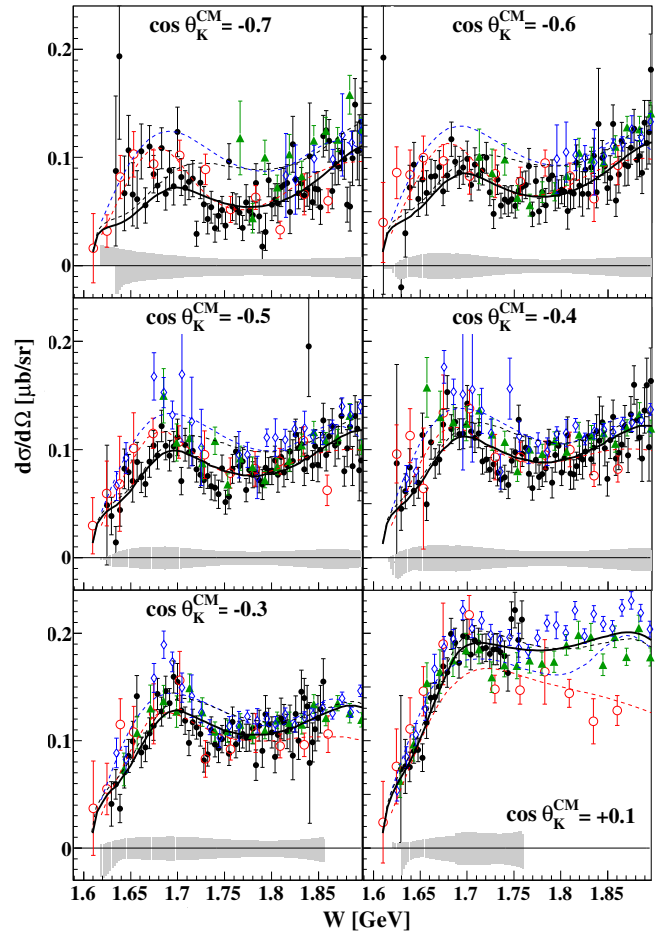 cos θ_K^CM = -0.7
cos θ_K^CM = -0.6
0.2
0.1
0
cos θ_K^CM = -0.5
cos θ_K^CM = -0.4
0.2
0.1
0
dσ/dΩ [μb/sr]
cos θ_K^CM = -0.3
0.2
0.1
cos θ_K^CM = +0.1
0
1.6 1.65 1.7 1.75 1.8 1.85 1.6 1.65 1.7 1.75 1.8 1.85
W [GeV]